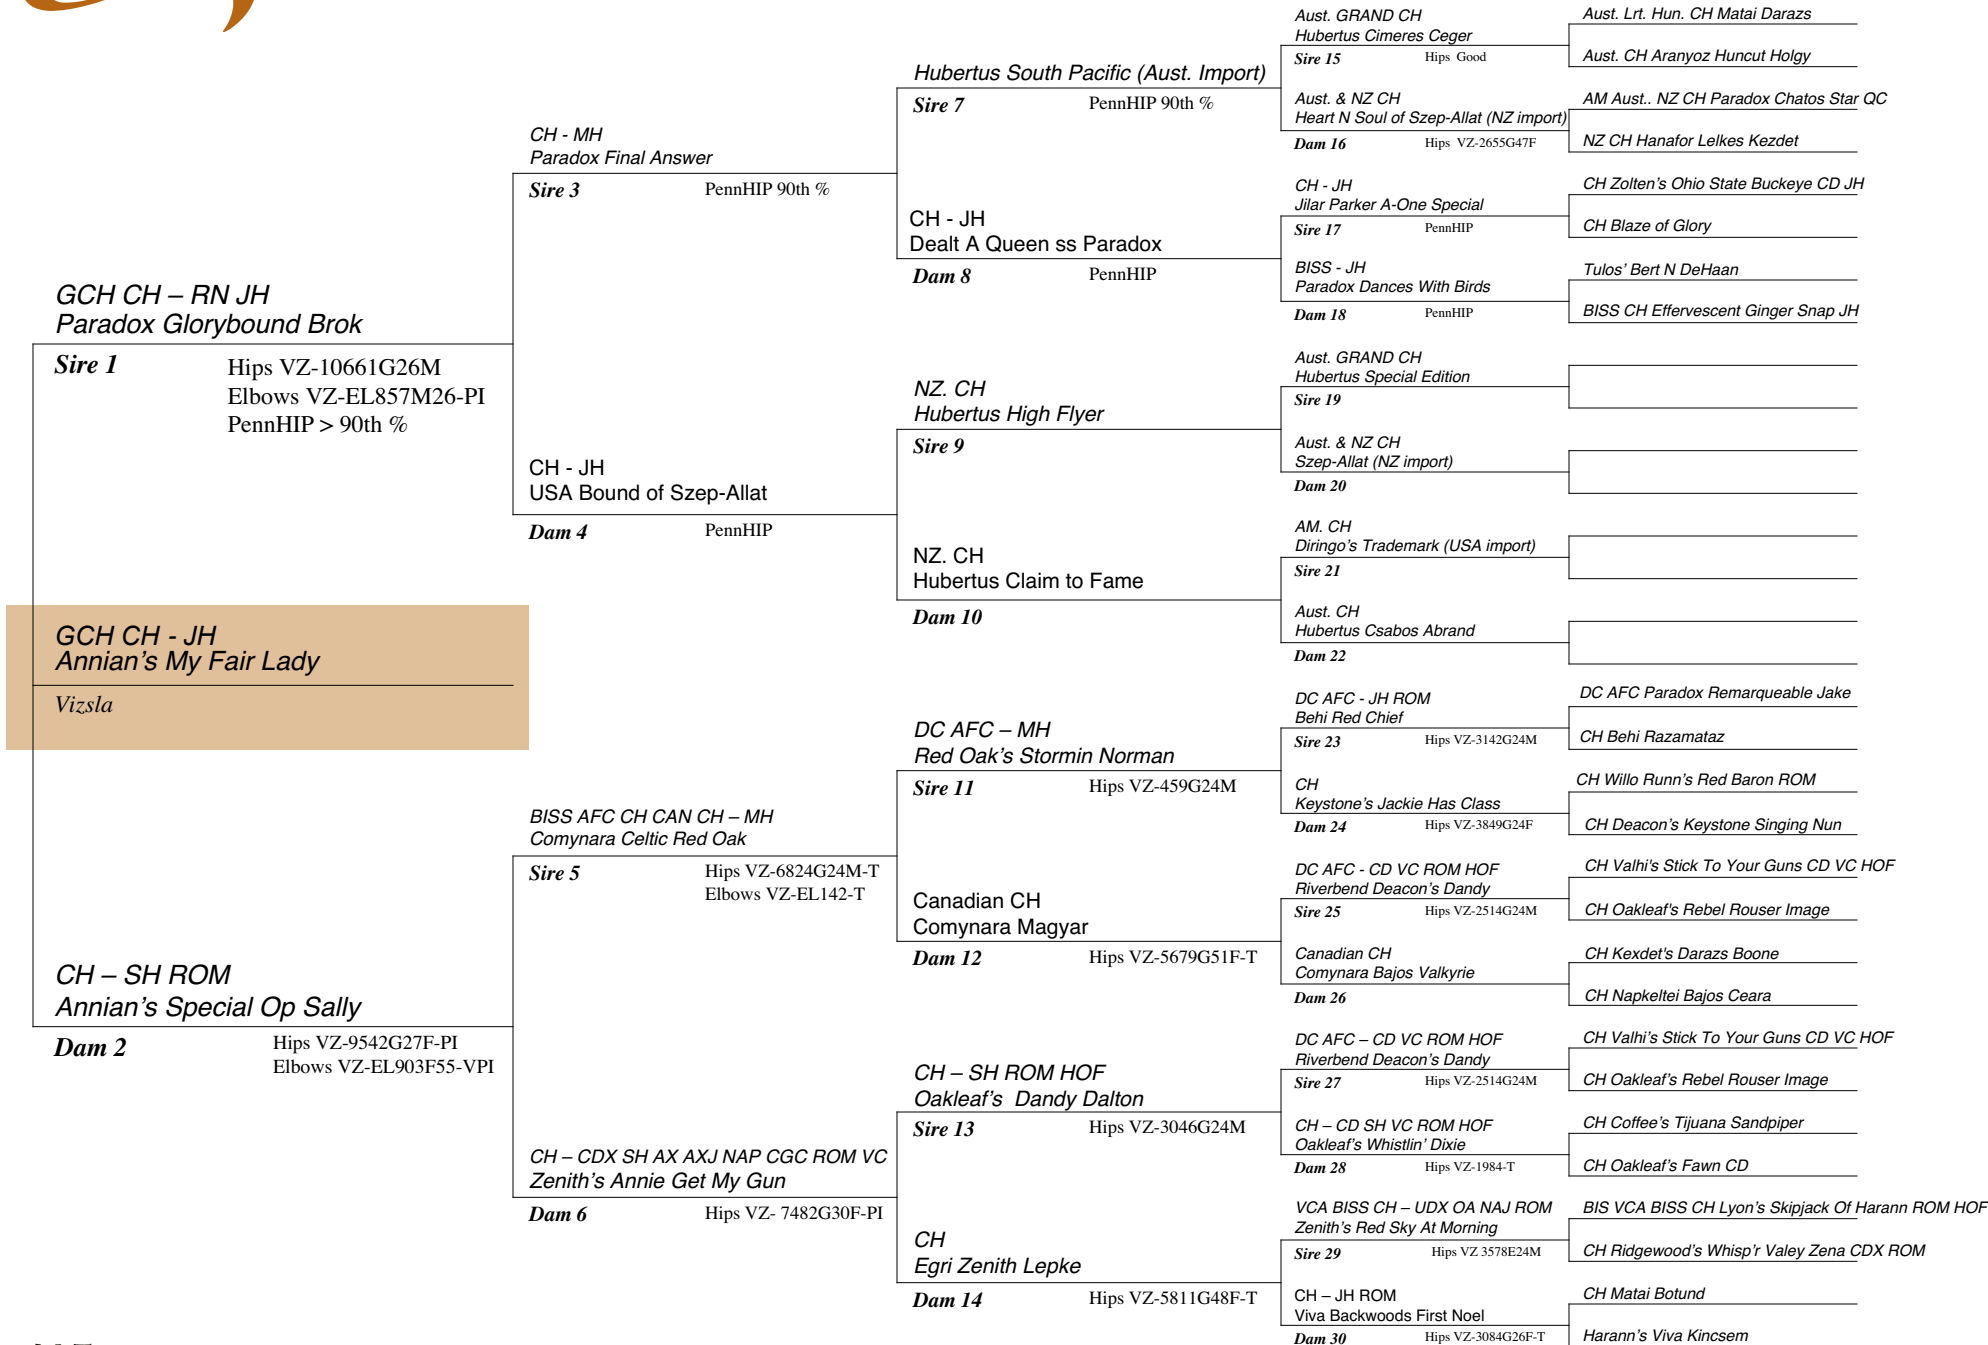 GCH CH – RN JH
Paradox Glorybound Brok
Sire 1 Hips VZ-10661G26M
Elbows VZ-EL857M26-PI
PennHIP > 90th %
GCH CH - JH
Annian’s My Fair Lady
Vizsla
CH – SH ROM
Annian’s Special Op Sally
Dam 2 Hips VZ-9542G27F-PI
Elbows VZ-EL903F55-VPI
CH - MH
Paradox Final Answer
Sire 3 PennHIP 90th %
CH - JH
USA Bound of Szep-Allat
Dam 4 PennHIP
BISS AFC CH CAN CH – MH
Comynara Celtic Red Oak
Sire 5 Hips VZ-6824G24M-T
Elbows VZ-EL142-T
CH – CDX SH AX AXJ NAP CGC ROM VC
Zenith’s Annie Get My Gun
Dam 6 Hips VZ- 7482G30F-PI
Hubertus South Pacific (Aust. Import)
Sire 7 PennHIP 90th %
CH - JH
Dealt A Queen ss Paradox
Dam 8 PennHIP
NZ. CH
Hubertus High Flyer
Sire 9
NZ. CH
Hubertus Claim to Fame
Dam 10
DC AFC – MH
Red Oak’s Stormin Norman
Sire 11 Hips VZ-459G24M
Canadian CH
Comynara Magyar
Dam 12 Hips VZ-5679G51F-T
CH – SH ROM HOF
Oakleaf’s Dandy Dalton
Sire 13 Hips VZ-3046G24M
CH
Egri Zenith Lepke
Dam 14 Hips VZ-5811G48F-T
Aust. GRAND CH
Hubertus Cimeres Ceger
Sire 15 Hips Good
Aust. & NZ CH
Heart N Soul of Szep-Allat (NZ import)
Dam 16 Hips VZ-2655G47F
CH - JH
Jilar Parker A-One Special
Sire 17 PennHIP
BISS - JH
Paradox Dances With Birds
Dam 18 PennHIP
Aust. GRAND CH
Hubertus Special Edition
Sire 19
Aust. & NZ CH
Szep-Allat (NZ import)
Dam 20
AM. CH
Diringo’s Trademark (USA import)
Sire 21
Aust. CH
Hubertus Csabos Abrand
Dam 22
DC AFC - JH ROM
Behi Red Chief
Sire 23 Hips VZ-3142G24M
CH
Keystone’s Jackie Has Class
Dam 24 Hips VZ-3849G24F
DC AFC - CD VC ROM HOF
Riverbend Deacon’s Dandy
Sire 25 Hips VZ-2514G24M
Canadian CH
Comynara Bajos Valkyrie
Dam 26
DC AFC – CD VC ROM HOF
Riverbend Deacon’s Dandy
Sire 27 Hips VZ-2514G24M
CH – CD SH VC ROM HOF
Oakleaf’s Whistlin’ Dixie
Dam 28 Hips VZ-1984-T
VCA BISS CH – UDX OA NAJ ROM
Zenith’s Red Sky At Morning
Sire 29 Hips VZ 3578E24M
CH – JH ROM
Viva Backwoods First Noel
Dam 30 Hips VZ-3084G26F-T
Aust. Lrt. Hun. CH Matai Darazs
Aust. CH Aranyoz Huncut Holgy
AM Aust.. NZ CH Paradox Chatos Star QC
NZ CH Hanafor Lelkes Kezdet
CH Zolten’s Ohio State Buckeye CD JH
CH Blaze of Glory
Tulos’ Bert N DeHaan
BISS CH Effervescent Ginger Snap JH
DC AFC Paradox Remarqueable Jake
CH Behi Razamataz
CH Willo Runn’s Red Baron ROM
CH Deacon’s Keystone Singing Nun
CH Valhi's Stick To Your Guns CD VC HOF
CH Oakleaf's Rebel Rouser Image
CH Kexdet’s Darazs Boone
CH Napkeltei Bajos Ceara
CH Valhi’s Stick To Your Guns CD VC HOF
CH Oakleaf’s Rebel Rouser Image
CH Coffee’s Tijuana Sandpiper
CH Oakleaf’s Fawn CD
BIS VCA BISS CH Lyon’s Skipjack Of Harann ROM HOF
CH Ridgewood’s Whisp’r Valey Zena CDX ROM
CH Matai Botund
Harann’s Viva Kincsem